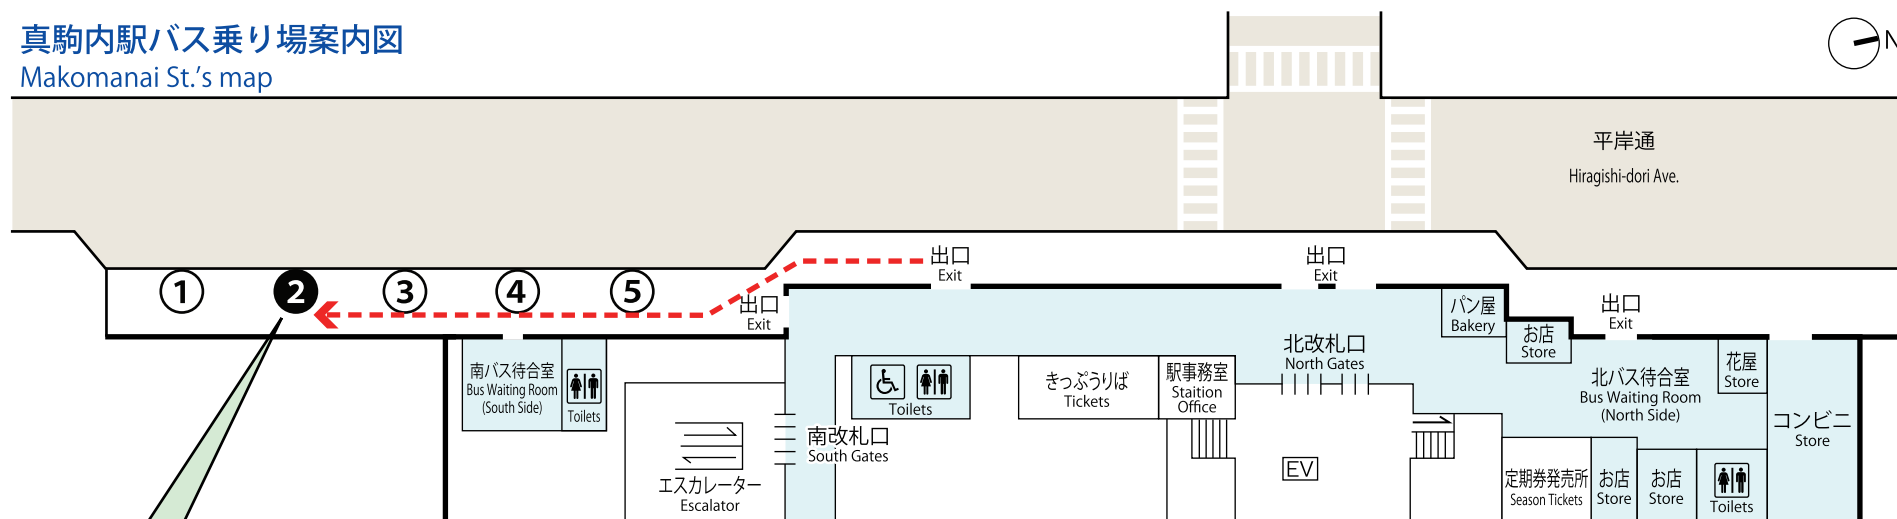 真駒内駅バス乗り場案内図
Makomanai St.'s map
N
平岸通
Hiragishi-dori Ave.
出口
Exit
出口
Exit
出口
Exit
出口
Exit
1
2
3
4
5
パン屋
Bakery
お店
Store
花屋
Store
北改札口
North Gates
南バス待合室
Bus Waiting Room
(South Side)
Toilets
Toilets
きっぷうりば
Tickets
駅事務室
Staition
Office
北バス待合室
Bus Waiting Room
(North Side)
コンビニ
Store
南改札口
South Gates
エスカレーター
Escalator
EV
定期券発売所
Season Tickets
お店
Store
お店
Store
Toilets